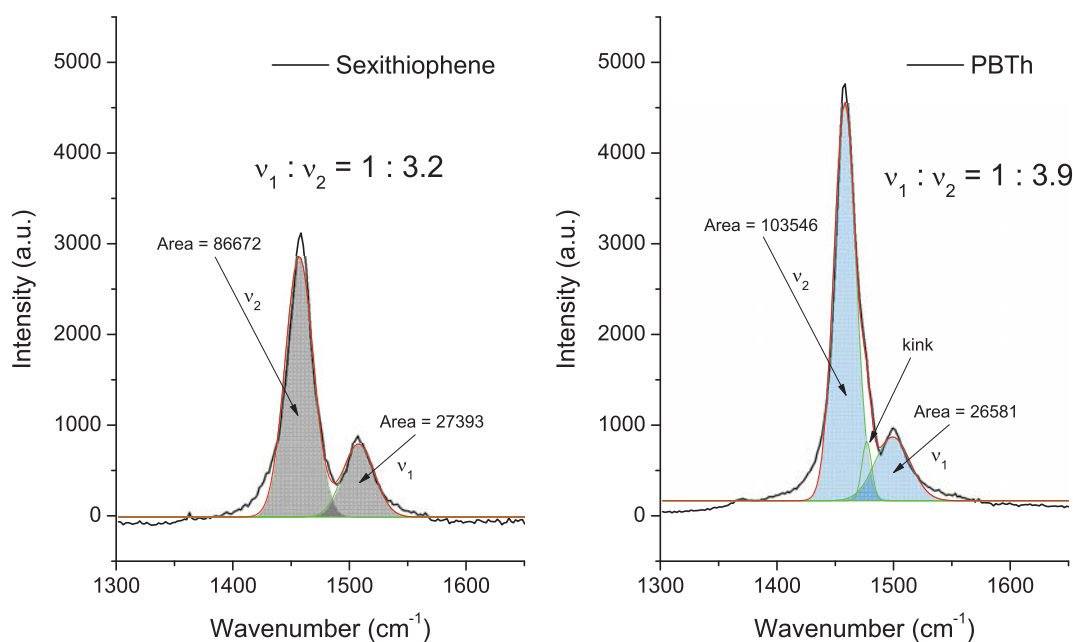 Sexithiophene
ν1 : ν2 = 1 : 3.2
Area = 86672
ν2
Area = 27393
ν1
5000
4000
3000
2000
1000
0
Intensity (a.u.)
1300 1400 1500 1600
Wavenumber (cm-1)
PBTh
ν1 : ν2 = 1 : 3.9
Area = 103546
ν2
kink
Area = 26581
ν1
5000
4000
3000
2000
1000
0
Intensity (a.u.)
1300 1400 1500 1600
Wavenumber (cm-1)